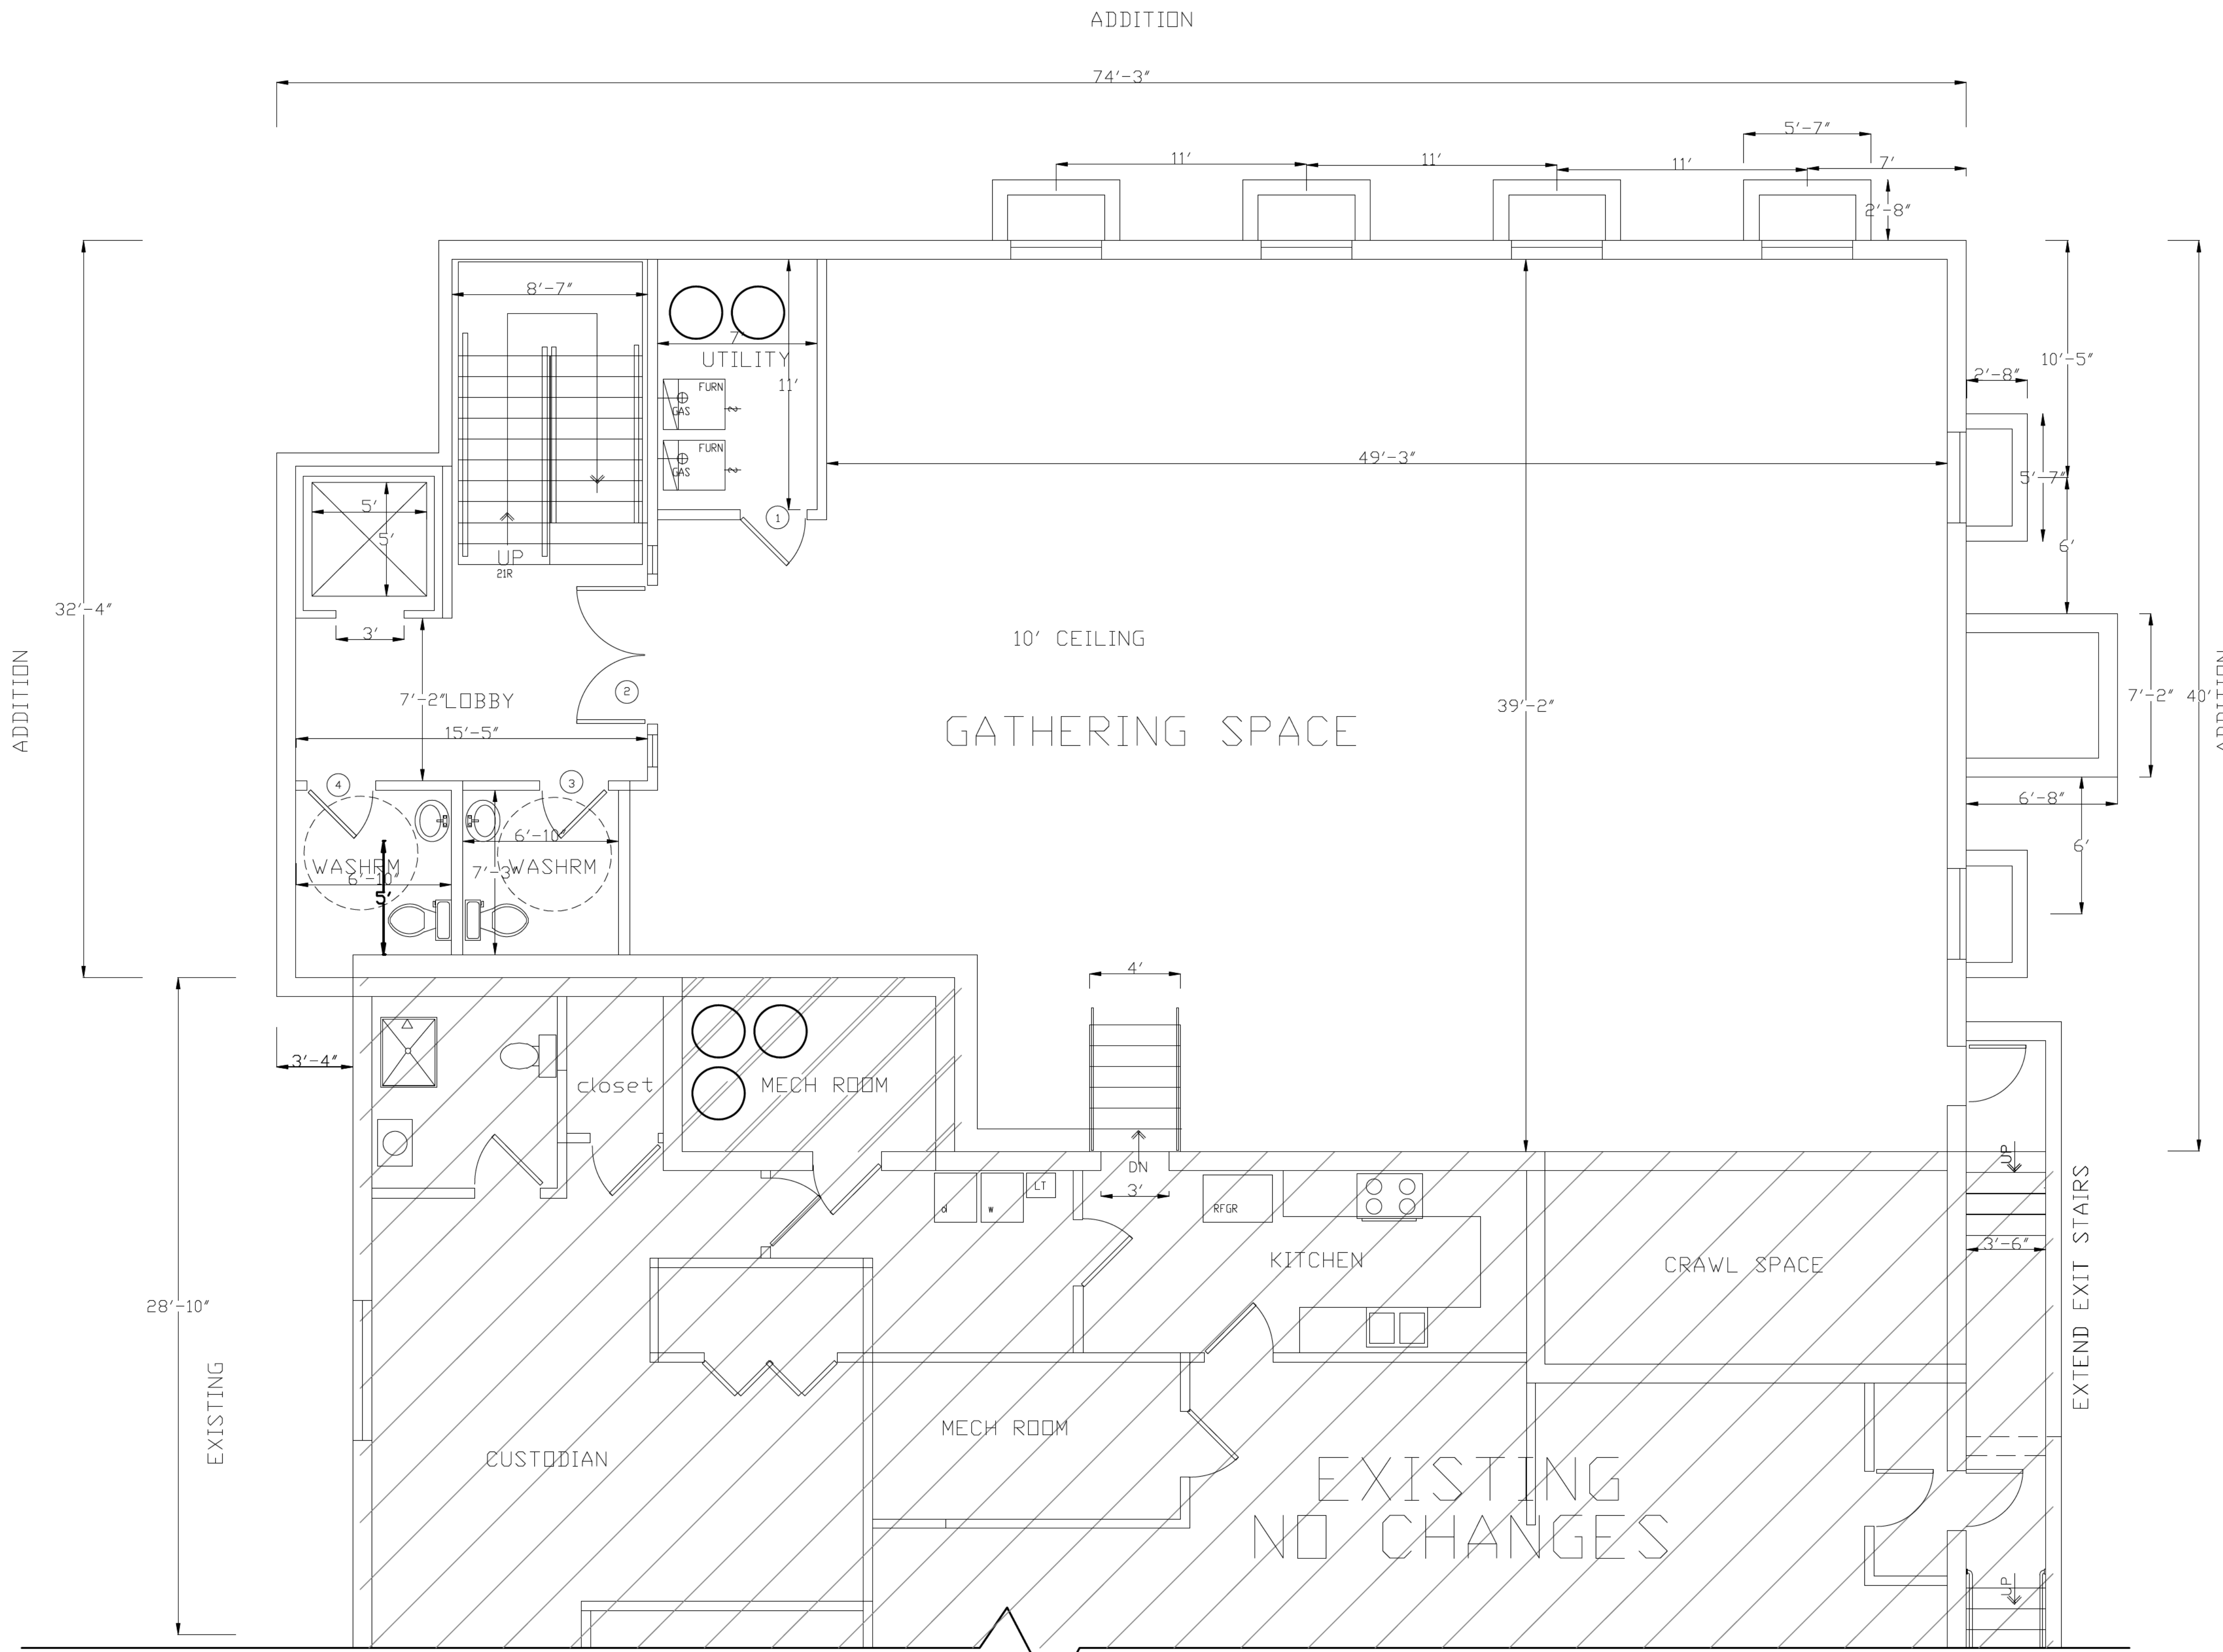 ADDITION
74'-3"
5'-7"
11'
11'
11'
7'
2'-8"
8'-7"
7'
UTILITY
11'
FURN
GAS
FURN
GAS
10'-5"
2'-8"
5'-7"
6'
49'-3"
5'
5'
UP
21R
1
32'-4"
3'
10' CEILING
ADDITION
7'-2"
LOBBY
2
15'-5"
GATHERING SPACE
39'-2"
7'-2"
40'
ADDITION
4
3
6'-8"
6'-10"
6'
WASHRM
7'-3"
WASHRM
6'-10"
5'
4'
3'-4"
closet
MECH ROOM
UP
DN
LT
3'
d
w
RFGR
3'-6"
KITCHEN
CRAWL SPACE
EXTEND EXIT STAIRS
28'-10"
EXISTING
MECH ROOM
CUSTODIAN
EXISTING
NO CHANGES
UP